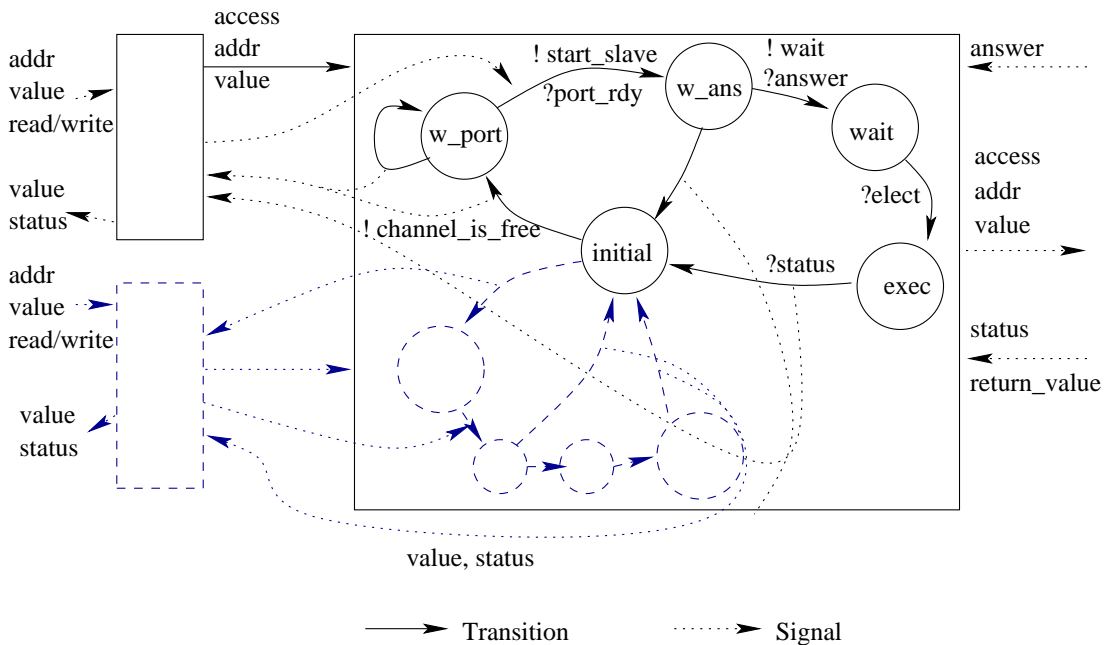 access
addr
value
addr
value
read/write
value
status
! start_slave
?port_rdy
! wait
?answer
answer
w_port
w_ans
wait
?elect
access
addr
value
! channel_is_free
initial
?status
exec
addr
value
read/write
status
return_value
value
status
value, status
Transition
Signal